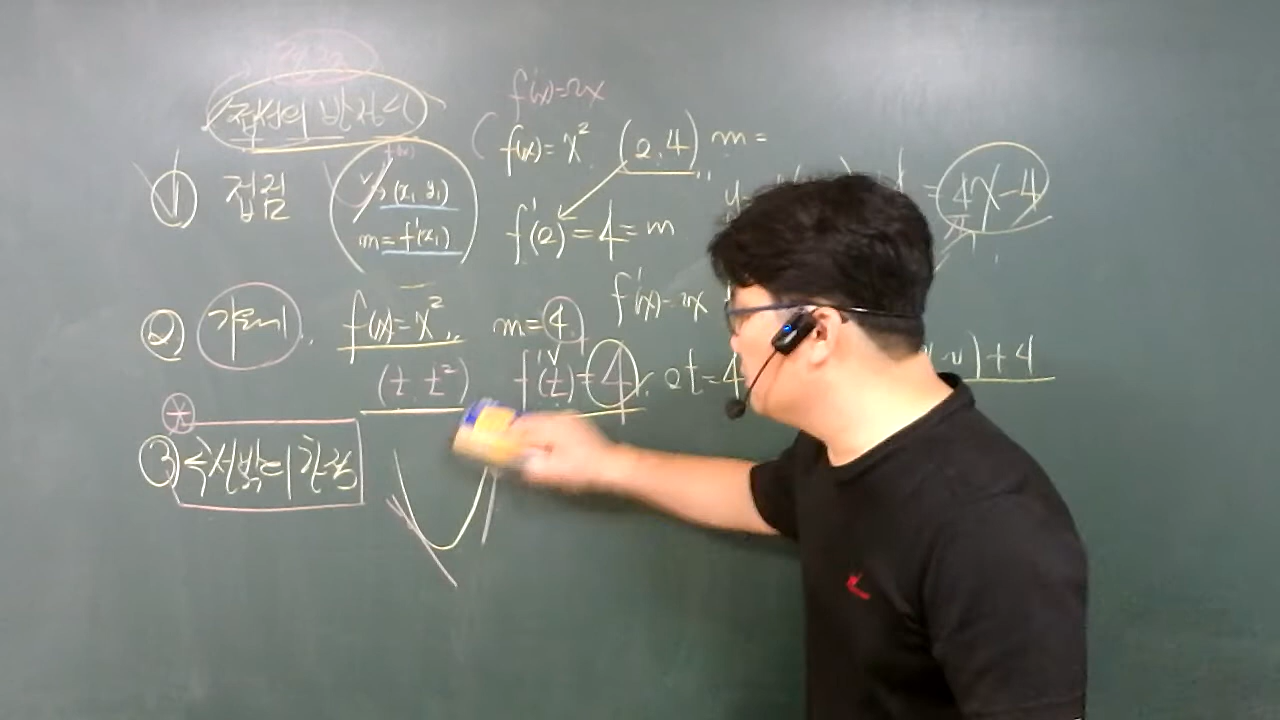 접선의 방정식
f'(x)=2x
f(x)=x² (2,4) m=
① 접점 (x₁ y₁)
m=f'(x₁)
f'(2)=4=m
y= =4x-4
② 기울기 f(x)=x² m=4
f'(x)=2x
(t, t²) f'(t)=4, 2t=4
)+4
③ 곡선밖의 한점